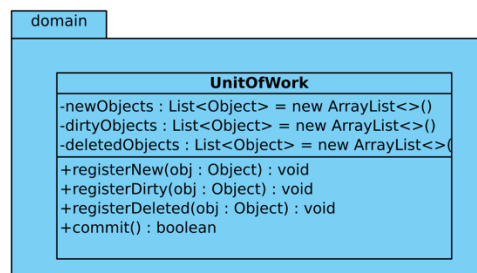 domain
UnitOfWork
-newObjects : List<Object> = new ArrayList<>()
-dirtyObjects : List<Object> = new ArrayList<>()
-deletedObjects : List<Object> = new ArrayList<>(
+registerNew(obj : Object) : void
+registerDirty(obj : Object) : void
+registerDeleted(obj : Object) : void
+commit() : boolean